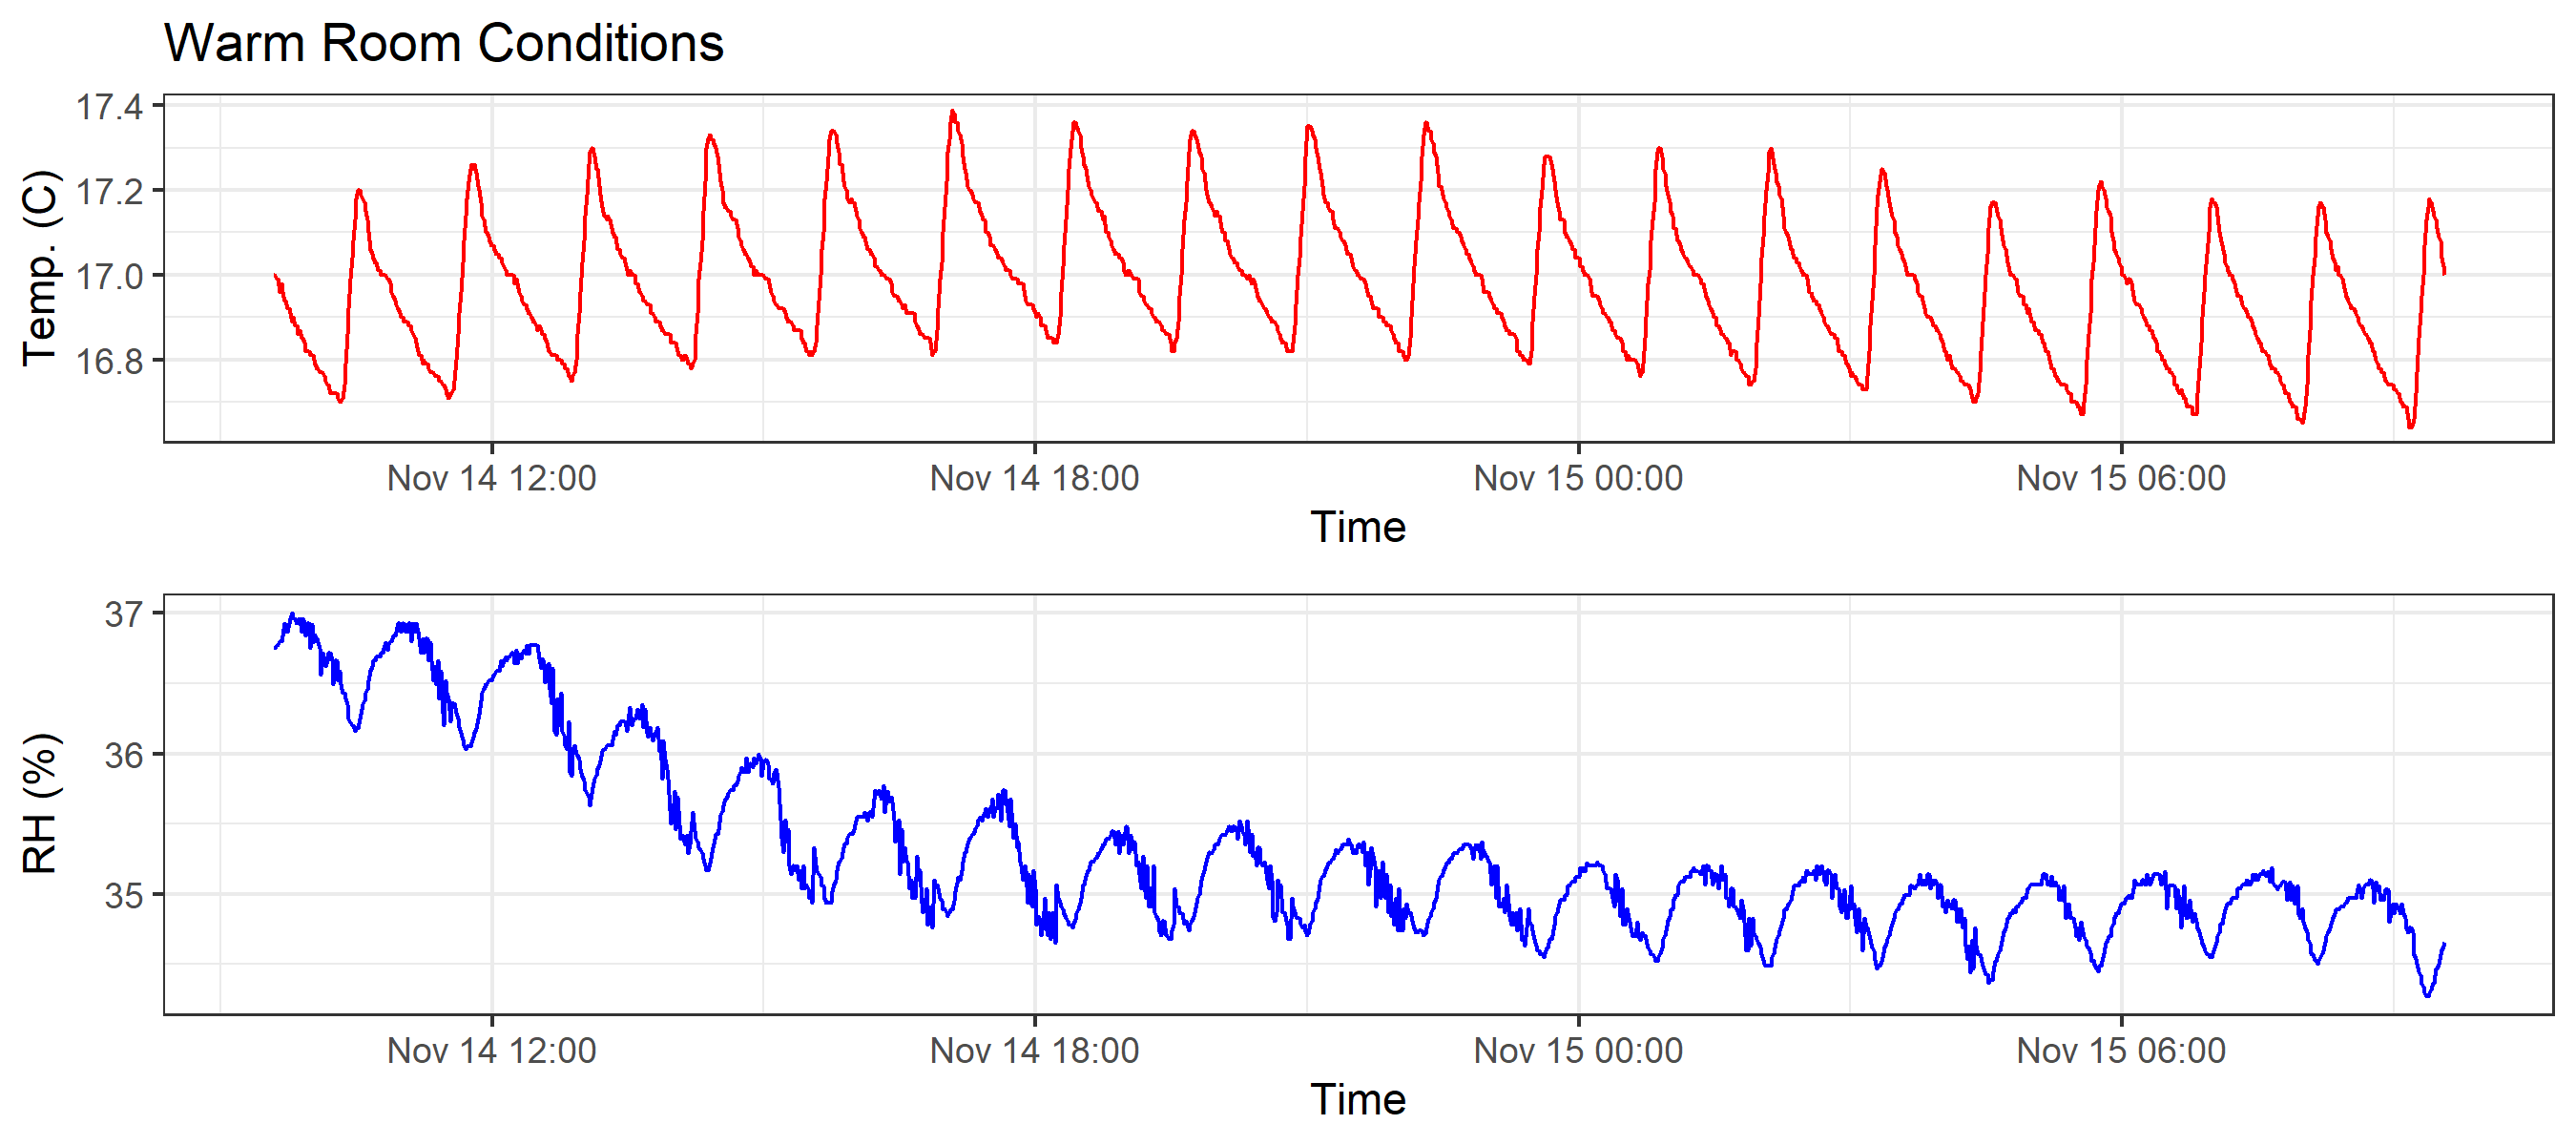 Warm Room Conditions
Temp. (C)
17.4
17.2
17.0
16.8
Nov 14 12:00 Nov 14 18:00 Nov 15 00:00 Nov 15 06:00
Time
RH (%)
37
36
35
Nov 14 12:00 Nov 14 18:00 Nov 15 00:00 Nov 15 06:00
Time